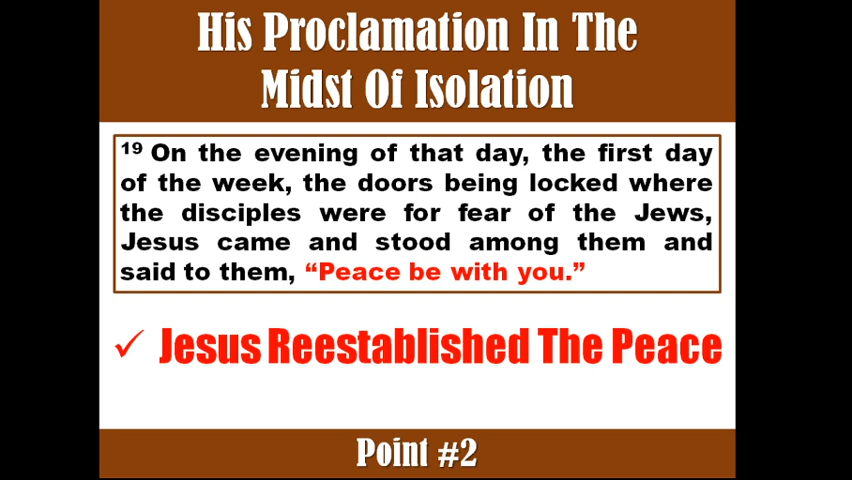 His Proclamation In The
Midst Of Isolation
19 On the evening of that day, the first day
of the week, the doors being locked where
the disciples were for fear of the Jews,
Jesus came and stood among them and
said to them, “Peace be with you.”
✓ Jesus Reestablished The Peace
Point #2